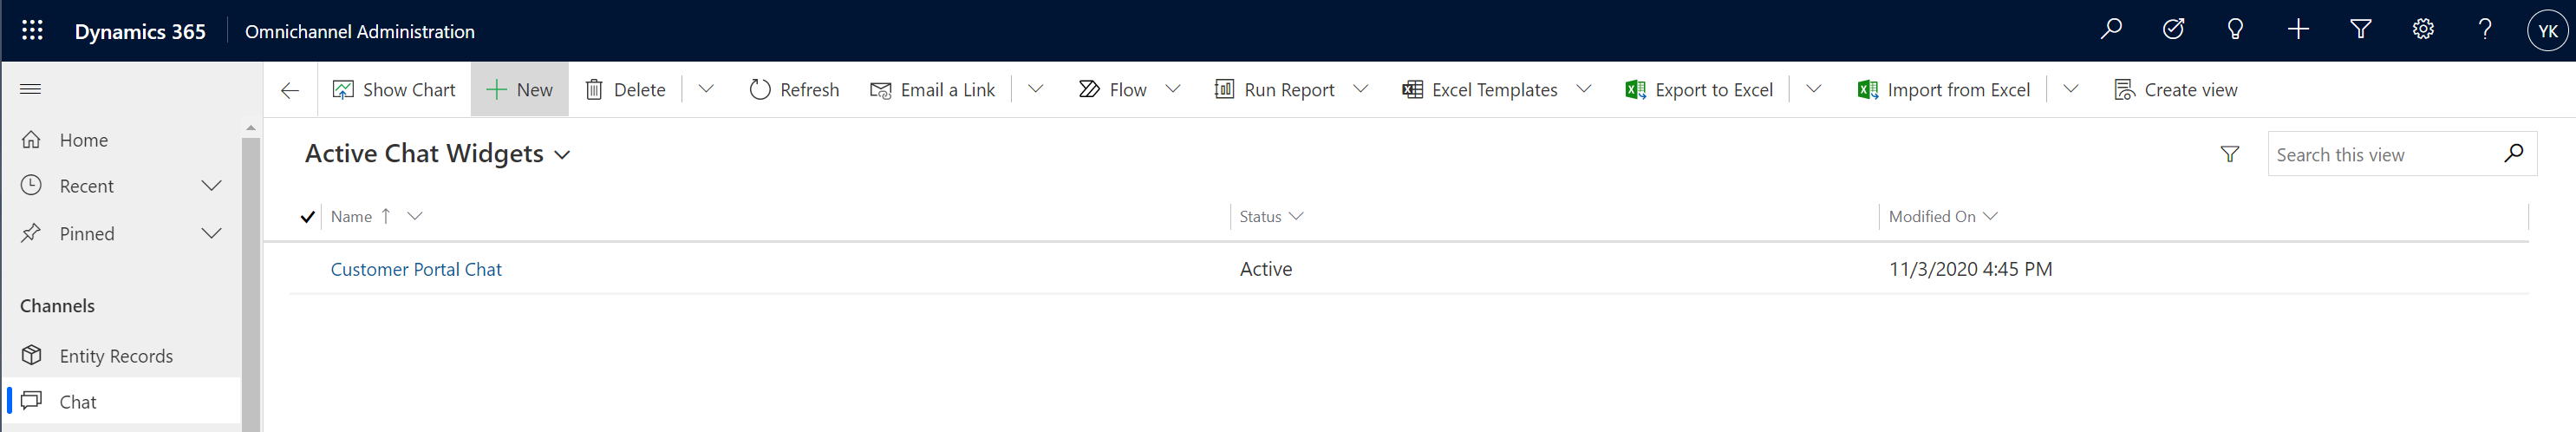 Dynamics 365 Omnichannel Administration YK
Show Chart New Delete Refresh Email a Link Flow Run Report Excel Templates Export to Excel Import from Excel Create view
Home
Recent
Pinned
Channels
Entity Records
Chat
Active Chat Widgets Search this view
Name Status Modified On
Customer Portal Chat Active 11/3/2020 4:45 PM